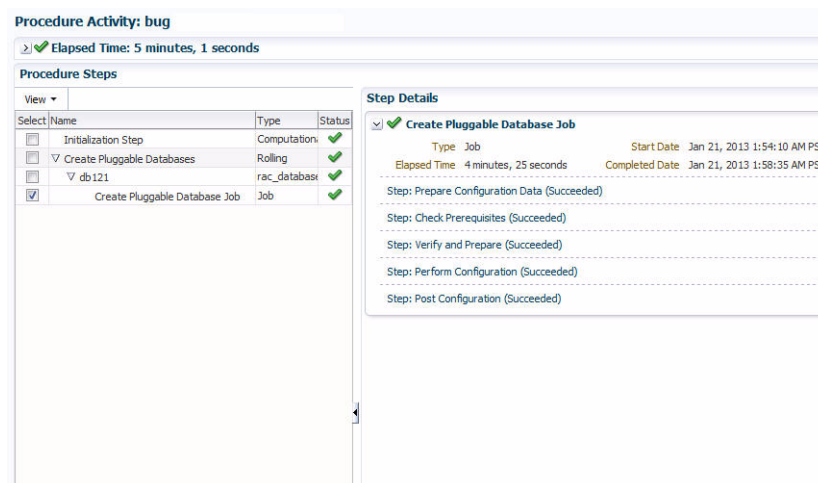 Procedure Activity: bug
Elapsed Time: 5 minutes, 1 seconds
Procedure Steps
View
Select Name Type Status
Initialization Step Computationa
Create Pluggable Databases Rolling
db121 rac_database
Create Pluggable Database Job Job
Step Details
Create Pluggable Database Job
Type Job Start Date Jan 21, 2013 1:54:10 AM PS
Elapsed Time 4 minutes, 25 seconds Completed Date Jan 21, 2013 1:58:35 AM PS
Step: Prepare Configuration Data (Succeeded)
Step: Check Prerequisites (Succeeded)
Step: Verify and Prepare (Succeeded)
Step: Perform Configuration (Succeeded)
Step: Post Configuration (Succeeded)